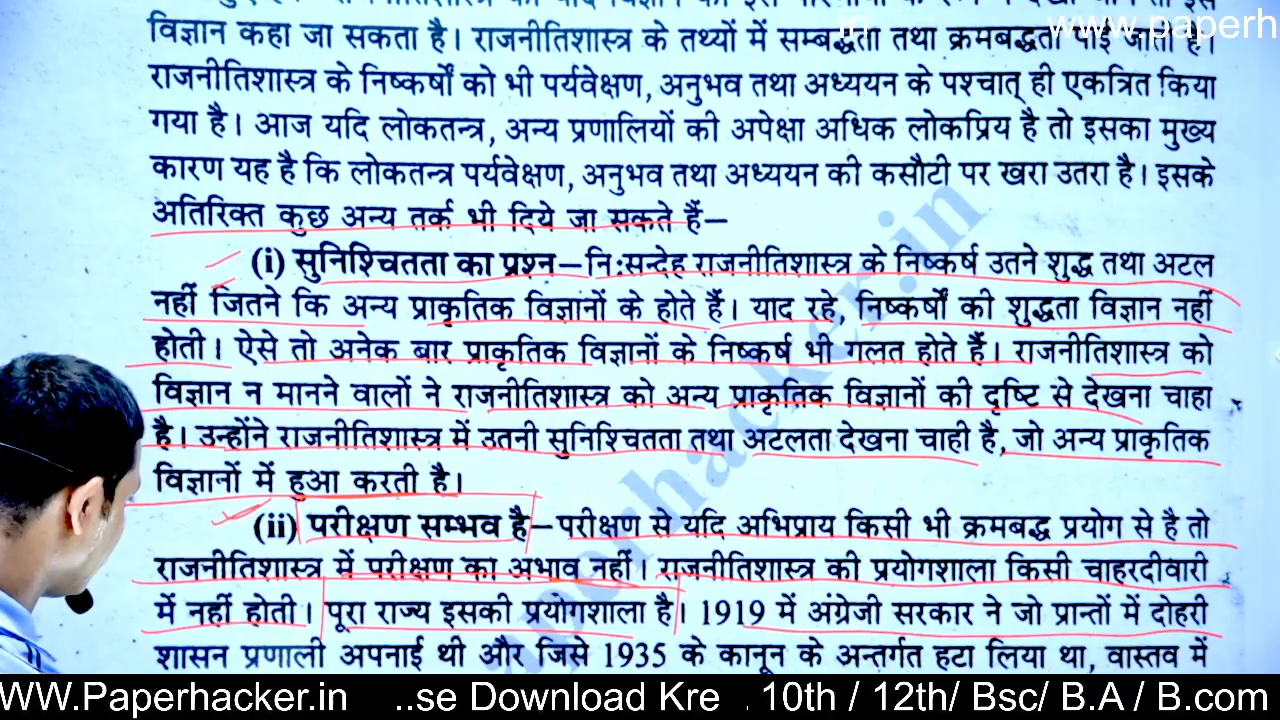 in www.paperh
विज्ञान कहा जा सकता है। राजनीतिशास्त्र के तथ्यों में सम्बद्धता तथा क्रमबद्धता पाई जाती है।
राजनीतिशास्त्र के निष्कर्षों को भी पर्यवेक्षण, अनुभव तथा अध्ययन के पश्चात् ही एकत्रित किया
गया है। आज यदि लोकतन्त्र, अन्य प्रणालियों की अपेक्षा अधिक लोकप्रिय है तो इसका मुख्य
कारण यह है कि लोकतन्त्र पर्यवेक्षण, अनुभव तथा अध्ययन की कसौटी पर खरा उतरा है। इसके
अतिरिक्त कुछ अन्य तर्क भी दिये जा सकते हैं–
(i) सुनिश्चितता का प्रश्न–नि:सन्देह राजनीतिशास्त्र के निष्कर्ष उतने शुद्ध तथा अटल
नहीं जितने कि अन्य प्राकृतिक विज्ञानों के होते हैं। याद रहे, निष्कर्षों की शुद्धता विज्ञान नहीं
होती। ऐसे तो अनेक बार प्राकृतिक विज्ञानों के निष्कर्ष भी गलत होते हैं। राजनीतिशास्त्र को
विज्ञान न मानने वालों ने राजनीतिशास्त्र को अन्य प्राकृतिक विज्ञानों की दृष्टि से देखना चाहा
है। उन्होंने राजनीतिशास्त्र में उतनी सुनिश्चितता तथा अटलता देखना चाही है, जो अन्य प्राकृतिक
विज्ञानों में हुआ करती है।
(ii) परीक्षण सम्भव है–परीक्षण से यदि अभिप्राय किसी भी क्रमबद्ध प्रयोग से है तो
राजनीतिशास्त्र में परीक्षण का अभाव नहीं। राजनीतिशास्त्र की प्रयोगशाला किसी चाहरदीवारी
में नहीं होती। पूरा राज्य इसकी प्रयोगशाला है। 1919 में अंग्रेजी सरकार ने जो प्रान्तों में दोहरी
शासन प्रणाली अपनाई थी और जिसे 1935 के कानून के अन्तर्गत हटा लिया था, वास्तव में
paperhacker.in
WW.Paperhacker.in ..se Download Kre . 10th / 12th/ Bsc/ B.A / B.com